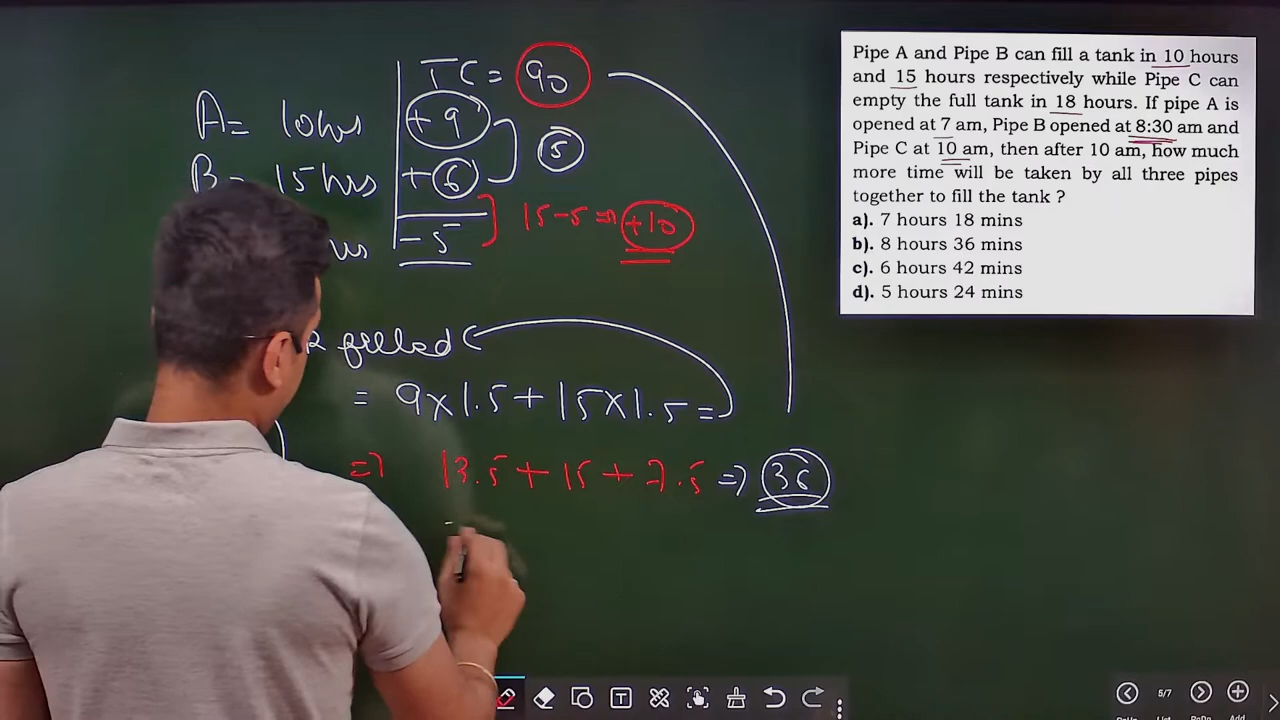 TC = 90
A = 10 hrs
+ 9
5
B = 15 hrs
+ 6
- 5
15 - 5 ⇒ +10
filled
= 9 x 1.5 + 15 x 1.5 =
⇒ 13.5 + 15 + 7.5 ⇒ 36
Pipe A and Pipe B can fill a tank in 10 hours
and 15 hours respectively while Pipe C can
empty the full tank in 18 hours. If pipe A is
opened at 7 am, Pipe B opened at 8:30 am and
Pipe C at 10 am, then after 10 am, how much
more time will be taken by all three pipes
together to fill the tank ?
a). 7 hours 18 mins
b). 8 hours 36 mins
c). 6 hours 42 mins
d). 5 hours 24 mins
5/7